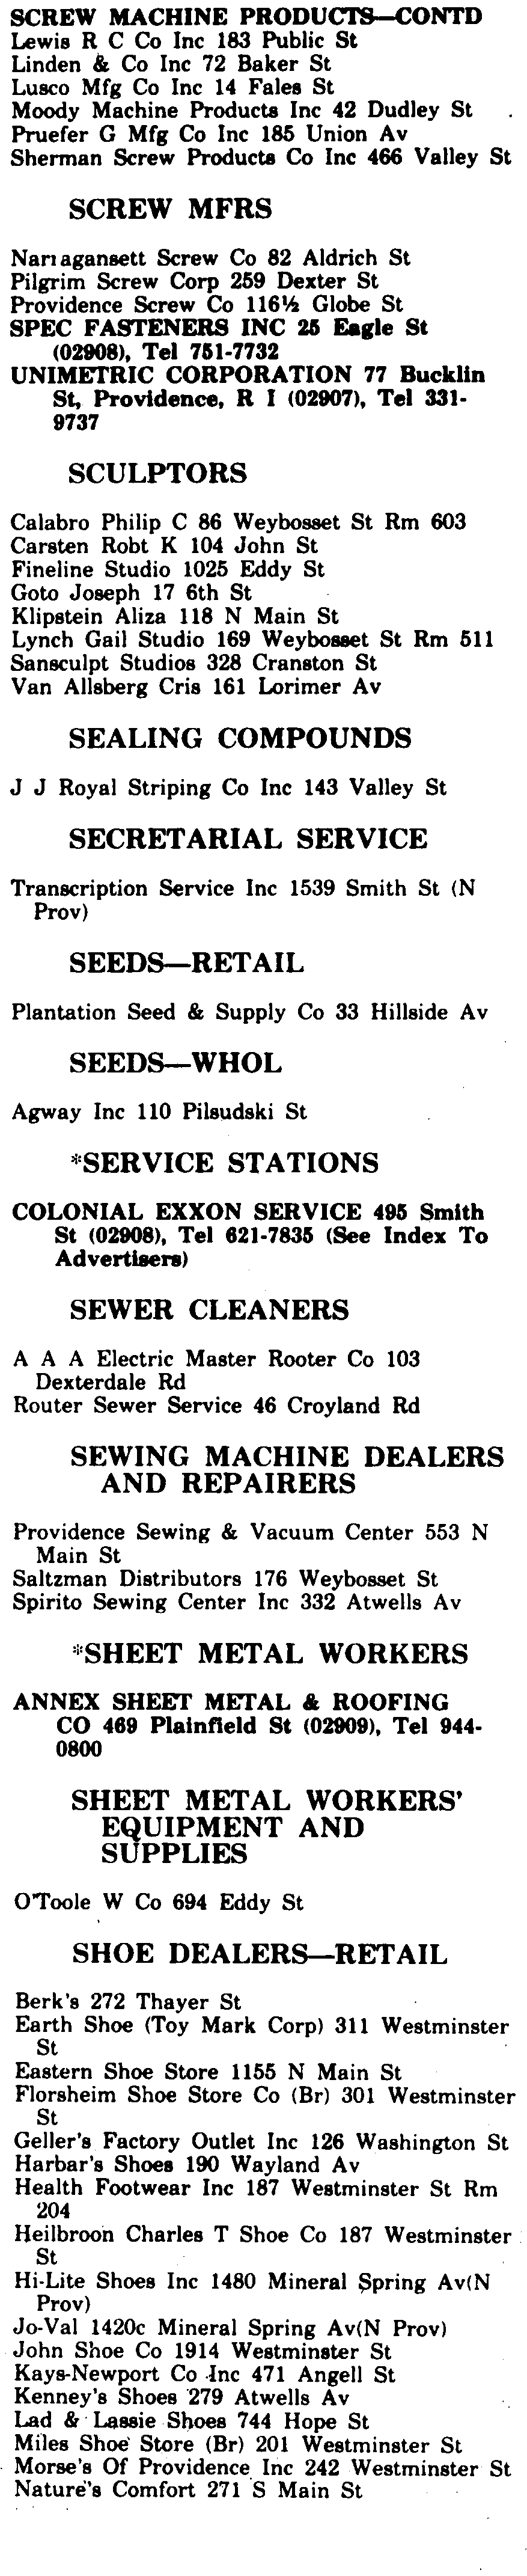 SCREW MACHINE PRODUCTS—CONTD
Lewis R C Co Inc 183 Public St
Linden & Co Inc 72 Baker St
Lusco Mfg Co Inc 14 Fales St
Moody Machine Products Inc 42 Dudley St
Pruefer G Mfg Co Inc 185 Union Av
Sherman Screw Products Co Inc 466 Valley St
SCREW MFRS
Narragansett Screw Co 82 Aldrich St
Pilgrim Screw Corp 259 Dexter St
Providence Screw Co 116½ Globe St
SPEC FASTENERS INC 25 Eagle St
(02908), Tel 751-7732
UNIMETRIC CORPORATION 77 Bucklin
St, Providence, R I (02907), Tel 331-
9737
SCULPTORS
Calabro Philip C 86 Weybosset St Rm 603
Carsten Robt K 104 John St
Fineline Studio 1025 Eddy St
Goto Joseph 17 6th St
Klipstein Aliza 118 N Main St
Lynch Gail Studio 169 Weybosset St Rm 511
Sansculpt Studios 328 Cranston St
Van Allsberg Cris 161 Lorimer Av
SEALING COMPOUNDS
J J Royal Striping Co Inc 143 Valley St
SECRETARIAL SERVICE
Transcription Service Inc 1539 Smith St (N
Prov)
SEEDS—RETAIL
Plantation Seed & Supply Co 33 Hillside Av
SEEDS—WHOL
Agway Inc 110 Pilsudski St
*SERVICE STATIONS
COLONIAL EXXON SERVICE 495 Smith
St (02908), Tel 621-7835 (See Index To
Advertisers)
SEWER CLEANERS
A A A Electric Master Rooter Co 103
Dexterdale Rd
Router Sewer Service 46 Croyland Rd
SEWING MACHINE DEALERS
AND REPAIRERS
Providence Sewing & Vacuum Center 553 N
Main St
Saltzman Distributors 176 Weybosset St
Spirito Sewing Center Inc 332 Atwells Av
*SHEET METAL WORKERS
ANNEX SHEET METAL & ROOFING
CO 469 Plainfield St (02909), Tel 944-
0800
SHEET METAL WORKERS'
EQUIPMENT AND
SUPPLIES
O'Toole W Co 694 Eddy St
SHOE DEALERS—RETAIL
Berk's 272 Thayer St
Earth Shoe (Toy Mark Corp) 311 Westminster
St
Eastern Shoe Store 1155 N Main St
Florsheim Shoe Store Co (Br) 301 Westminster
St
Geller's Factory Outlet Inc 126 Washington St
Harbar's Shoes 190 Wayland Av
Health Footwear Inc 187 Westminster St Rm
204
Heilbroon Charles T Shoe Co 187 Westminster
St
Hi-Lite Shoes Inc 1480 Mineral Spring Av(N
Prov)
Jo-Val 1420c Mineral Spring Av(N Prov)
John Shoe Co 1914 Westminster St
Kays-Newport Co Inc 471 Angell St
Kenney's Shoes 279 Atwells Av
Lad & Lassie Shoes 744 Hope St
Miles Shoe Store (Br) 201 Westminster St
Morse's Of Providence Inc 242 Westminster St
Nature's Comfort 271 S Main St